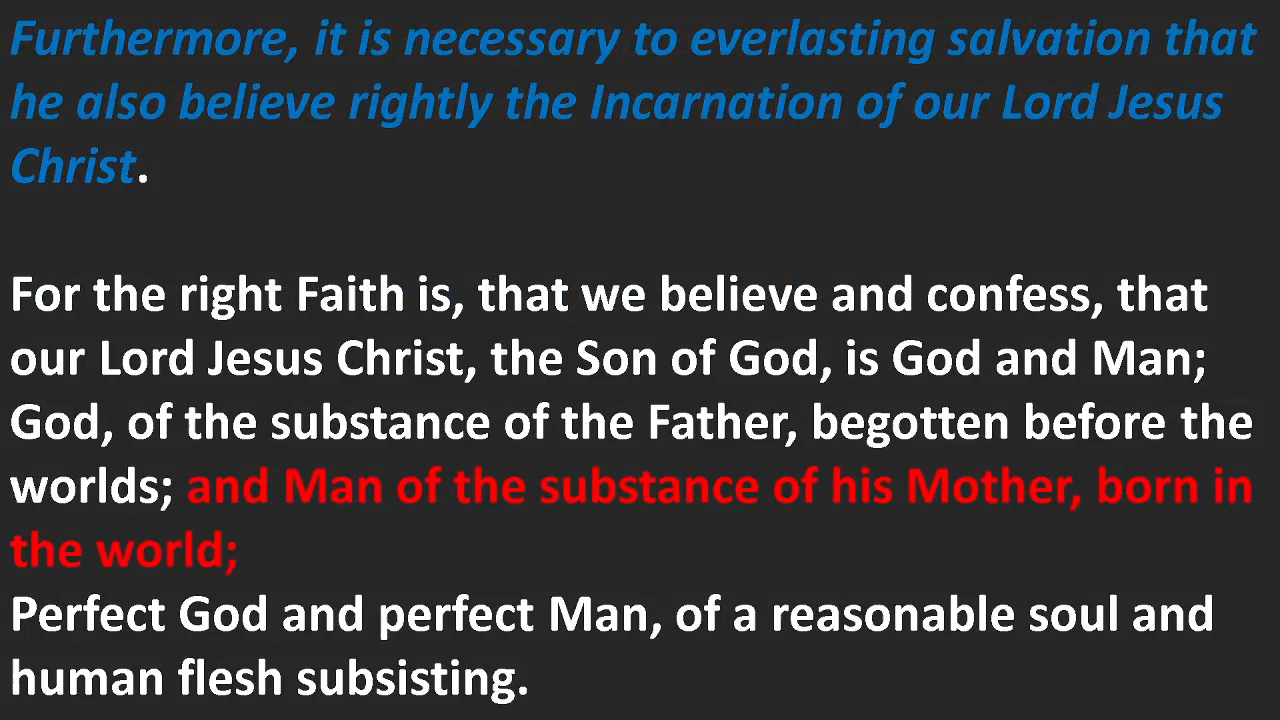 Furthermore, it is necessary to everlasting salvation that
he also believe rightly the Incarnation of our Lord Jesus
Christ.
For the right Faith is, that we believe and confess, that
our Lord Jesus Christ, the Son of God, is God and Man;
God, of the substance of the Father, begotten before the
worlds; and Man of the substance of his Mother, born in
the world;
Perfect God and perfect Man, of a reasonable soul and
human flesh subsisting.